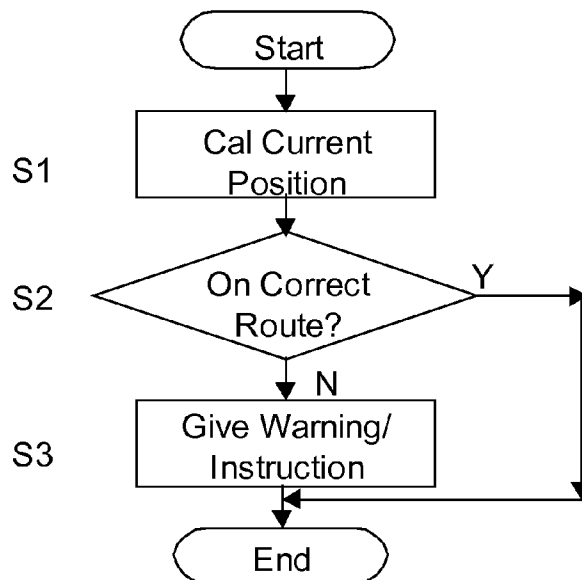 Start
S1
Cal Current
Position
S2
On Correct
Route?
Y
N
S3
Give Warning/
Instruction
End